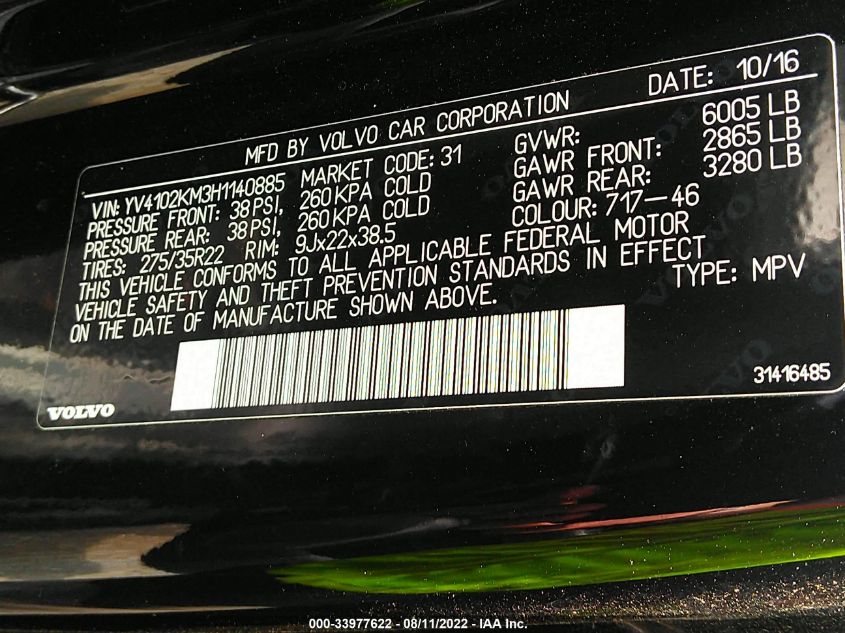 MFD BY VOLVO CAR CORPORATION DATE: 10/16
VIN: YV4102KM3H1140885 MARKET CODE: 31 GVWR: 6005 LB
PRESSURE FRONT: 38 PSI, 260 KPA COLD GAWR FRONT: 2865 LB
PRESSURE REAR: 38 PSI, 260 KPA COLD GAWR REAR: 3280 LB
TIRES: 275/35R22 RIM: 9Jx22x38.5 COLOUR: 717-46
THIS VEHICLE CONFORMS TO ALL APPLICABLE FEDERAL MOTOR
VEHICLE SAFETY AND THEFT PREVENTION STANDARDS IN EFFECT
ON THE DATE OF MANUFACTURE SHOWN ABOVE. TYPE: MPV
31416485
VOLVO
000-33977622 - 08/11/2022 - IAA Inc.